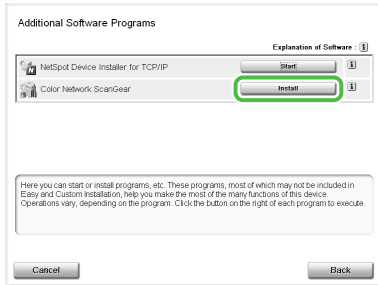 Additional Software Programs
Explanation of Software : i
NetSpot Device Installer for TCP/IP Start i
Color Network ScanGear Install i
Here you can start or install programs, etc. These programs, most of which may not be included in
Easy and Custom Installation, help you make the most of the many functions of this device.
Operations vary, depending on the program. Click the button on the right of each program to execute.
Cancel Back